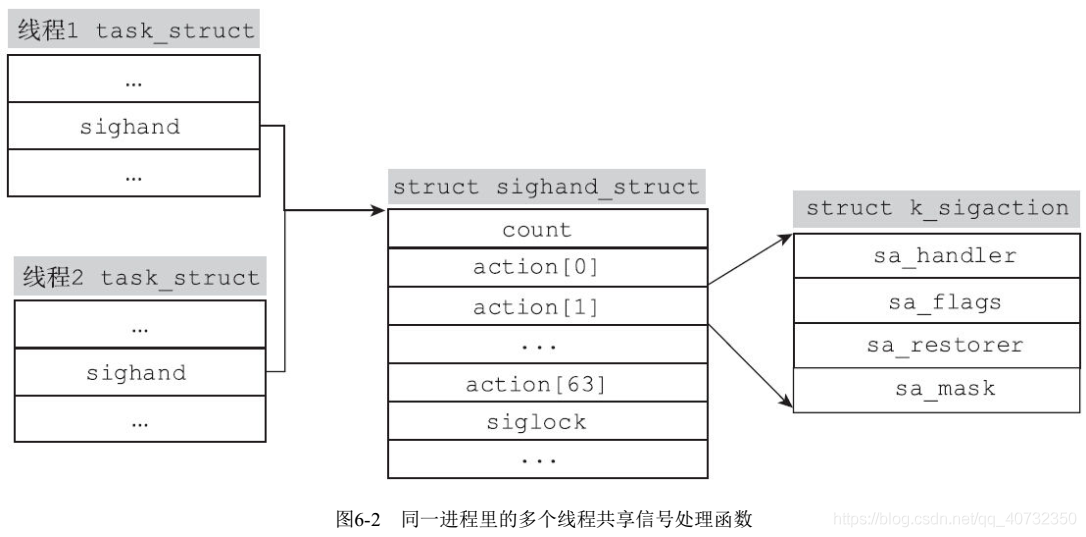 线程1 task_struct
…
sighand
…
线程2 task_struct
…
sighand
…
struct sighand_struct
count
action[0]
action[1]
...
action[63]
siglock
...
struct k_sigaction
sa_handler
sa_flags
sa_restorer
sa_mask
图6-2 同一进程里的多个线程共享信号处理函数
https://blog.csdn.net/qq_40732350